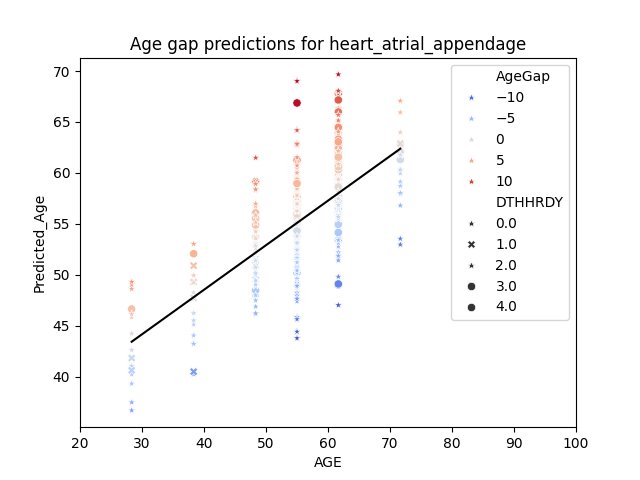 Age gap predictions for heart_atrial_appendage
Predicted_Age
70
65
60
55
50
45
40
20 30 40 50 60 70 80 90 100
AGE
AgeGap
−10
−5
0
5
10
DTHHRDY
0.0
1.0
2.0
3.0
4.0